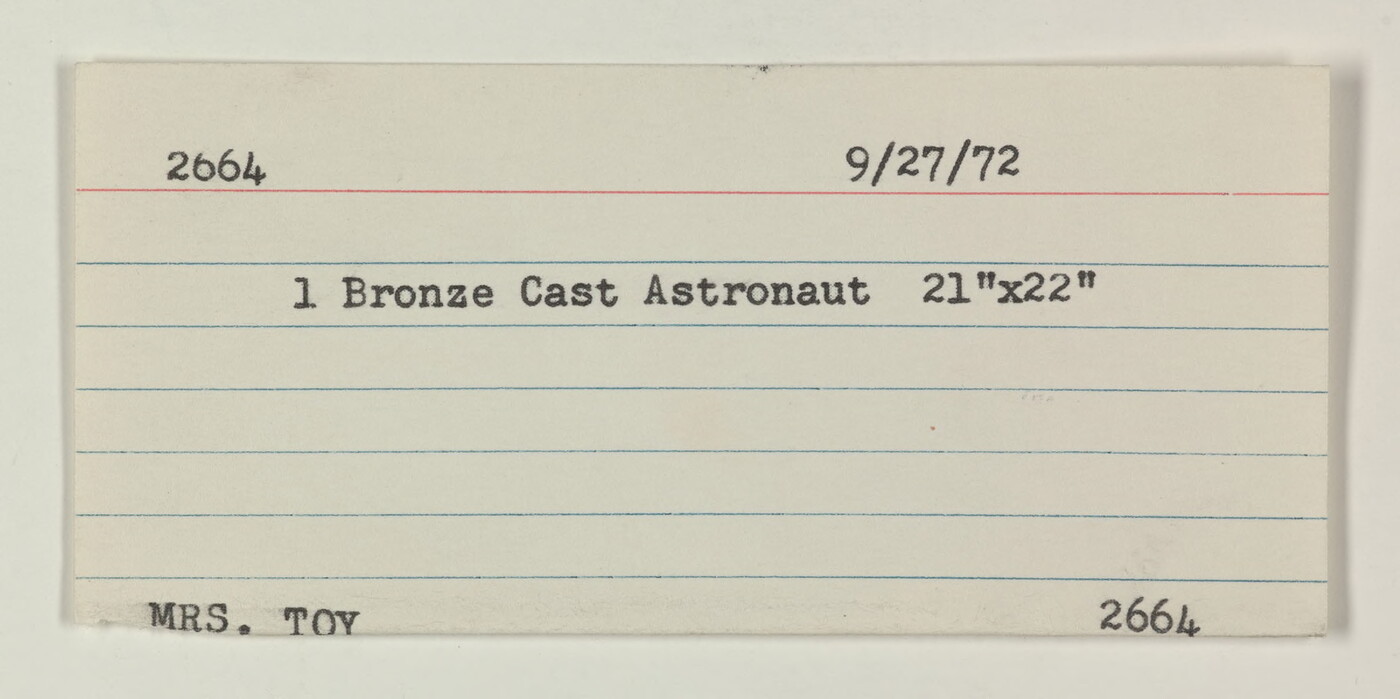 2664 9/27/72
1 Bronze Cast Astronaut 21"x22"
MRS. TOY 2664